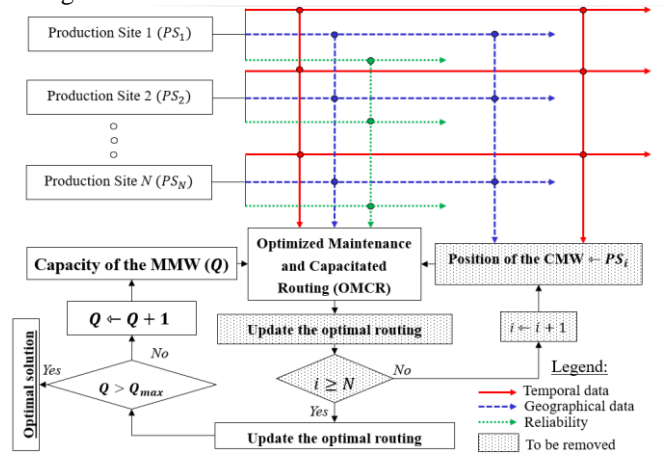 Production Site 1 (𝑃𝑆₁)
Production Site 2 (𝑃𝑆₂)
Production Site 𝑁 (𝑃𝑆_𝑁)
Optimized Maintenance
and Capacitated
Routing (OMCR)
Capacity of the MMW (𝑸)
Position of the CMW ← 𝑷𝑺𝒊
𝑸 ← 𝑸 + 1
Update the optimal routing
𝑖 ← 𝑖 + 1
Optimal solution
Yes
No
𝑸 > 𝑸𝒎𝒂𝒙
𝑖 ≥ 𝑁
No
Yes
Update the optimal routing
Legend:
Temporal data
Geographical data
Reliability
To be removed